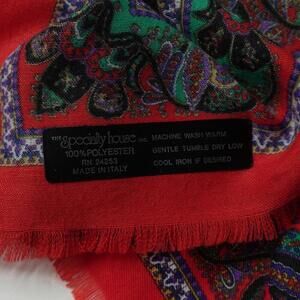 THE Specialty house INC.
100% POLYESTER
RN 24253
MADE IN ITALY
MACHINE WASH WARM
GENTLE TUMBLE DRY LOW
COOL IRON IF DESIRED